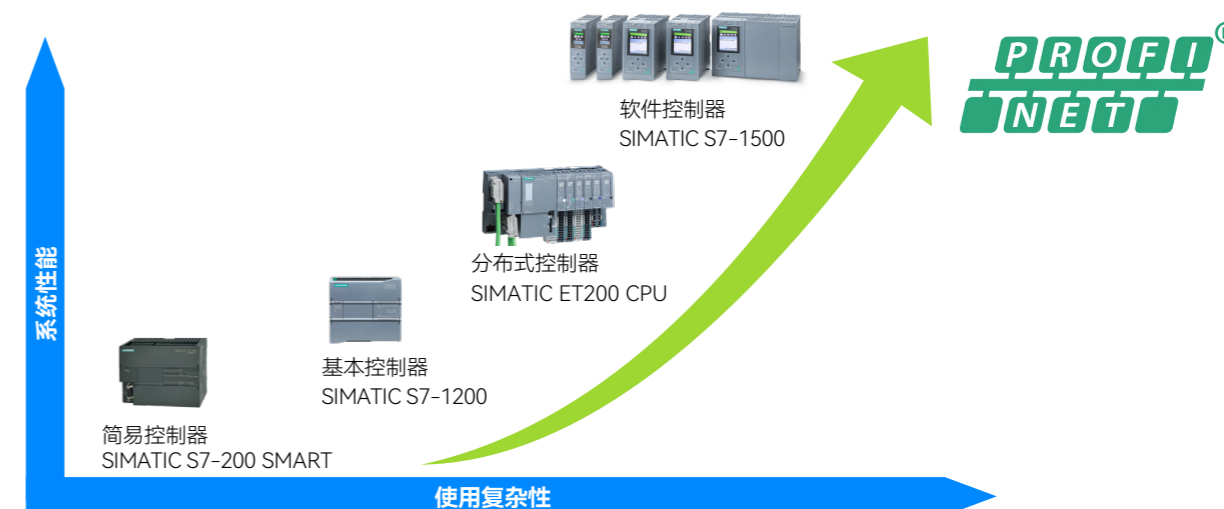 PROFI
NET
软件控制器
SIMATIC S7-1500
分布式控制器
SIMATIC ET200 CPU
系统性能
基本控制器
SIMATIC S7-1200
简易控制器
SIMATIC S7-200 SMART
使用复杂性